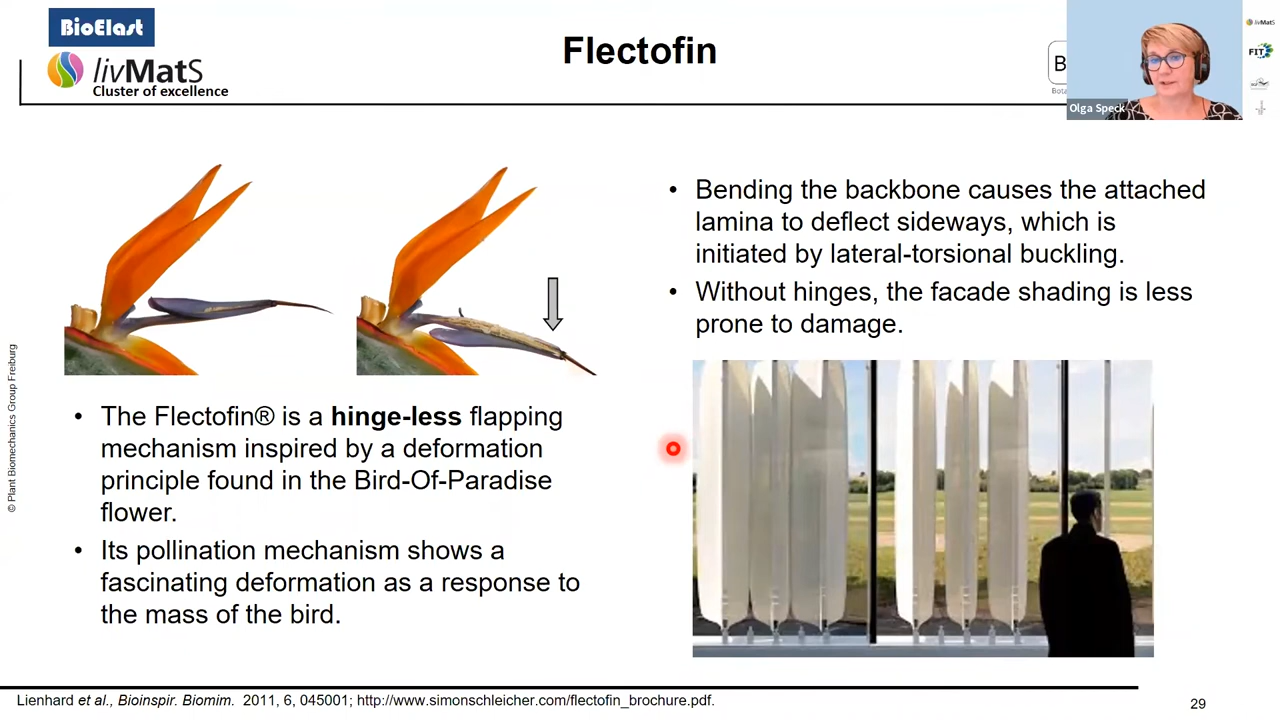 BioElast
livMatS
Cluster of excellence
Flectofin
B
Bota
Olga Speck
livMatS
FIT
© Plant Biomechanics Group Freiburg
• The Flectofin® is a hinge-less flapping
mechanism inspired by a deformation
principle found in the Bird-Of-Paradise
flower.
• Its pollination mechanism shows a
fascinating deformation as a response to
the mass of the bird.
• Bending the backbone causes the attached
lamina to deflect sideways, which is
initiated by lateral-torsional buckling.
• Without hinges, the facade shading is less
prone to damage.
Lienhard et al., Bioinspir. Biomim. 2011, 6, 045001; http://www.simonschleicher.com/flectofin_brochure.pdf.
29